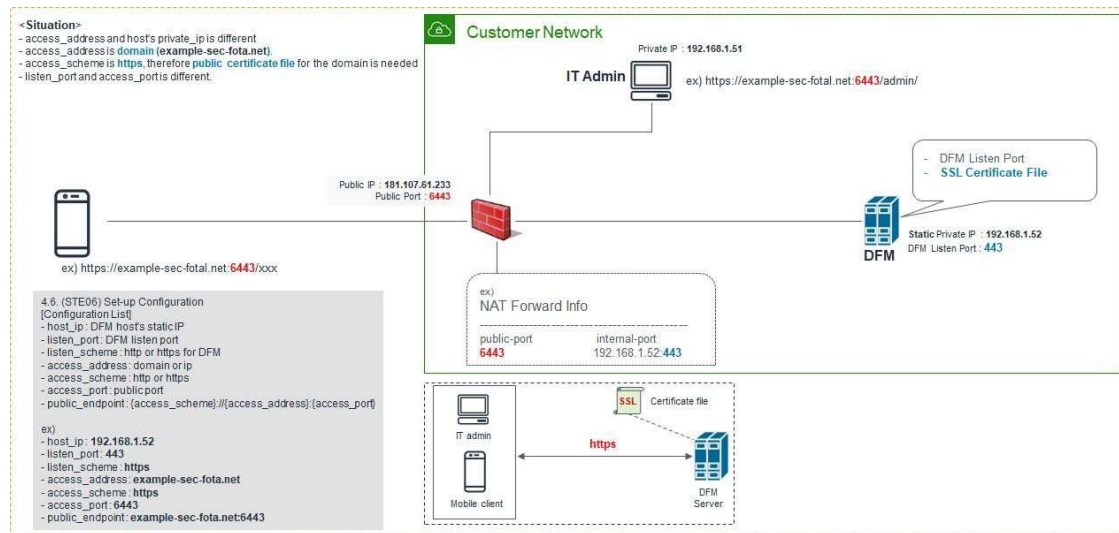 <Situation>
- access_address and host's private_ip is different
- access_address is domain (example-sec-fota.net).
- access_scheme is https, therefore public certificate file for the domain is needed
- listen_port and access_port is different.
Customer Network
Private IP : 192.168.1.51
IT Admin
ex) https://example-sec-fotal.net:6443/admin/
- DFM Listen Port
- SSL Certificate File
Public IP : 181.107.61.233
Public Port : 6443
Static Private IP : 192.168.1.52
DFM Listen Port : 443
DFM
ex) https://example-sec-fotal.net:6443/xxx
ex)
NAT Forward Info
public-port internal-port
6443 192.168.1.52:443
4.6. (STE06) Set-up Configuration
[Configuration List]
- host_ip : DFM host's static IP
- listen_port: DFM listen port
- listen_scheme : http or https for DFM
- access_address: domain or ip
- access_scheme : http or https
- access_port : public port
- public_endpoint : {access_scheme}://{access_address}:{access_port}
ex)
- host_ip : 192.168.1.52
- listen_port : 443
- listen_scheme : https
- access_address: example-sec-fota.net
- access_scheme : https
- access_port : 6443
- public_endpoint : example-sec-fota.net:6443
SSL
Certificate file
IT admin
https
Mobile client
DFM
Server